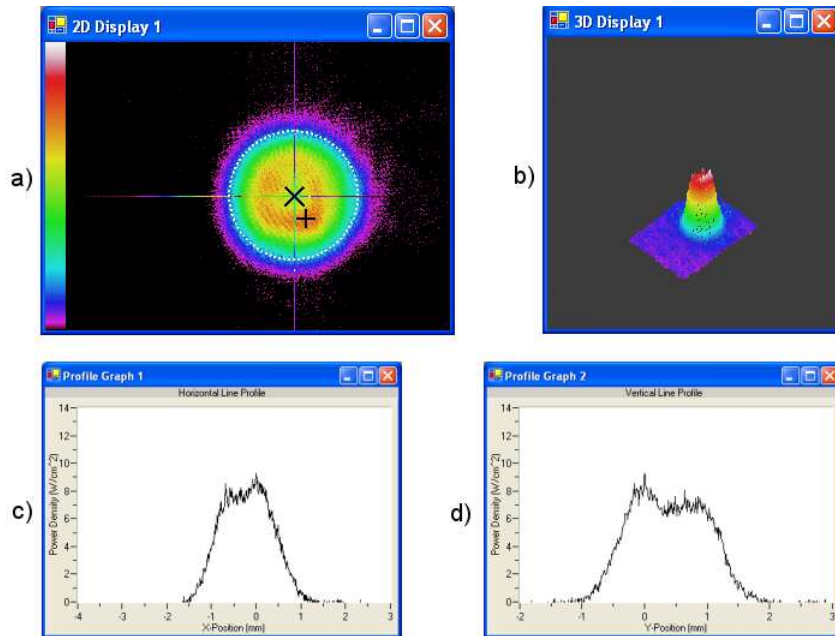 2D Display 1
3D Display 1
a)
b)
Profile Graph 1
Horizontal Line Profile
14
12
10
8
6
4
2
0
Power Density (W/cm^2)
-4
-3
-2
-1
0
1
2
3
X-Position (mm)
c)
Profile Graph 2
Vertical Line Profile
14
12
10
8
6
4
2
0
Power Density (W/cm^2)
-2
-1
0
1
2
3
Y-Position (mm)
d)